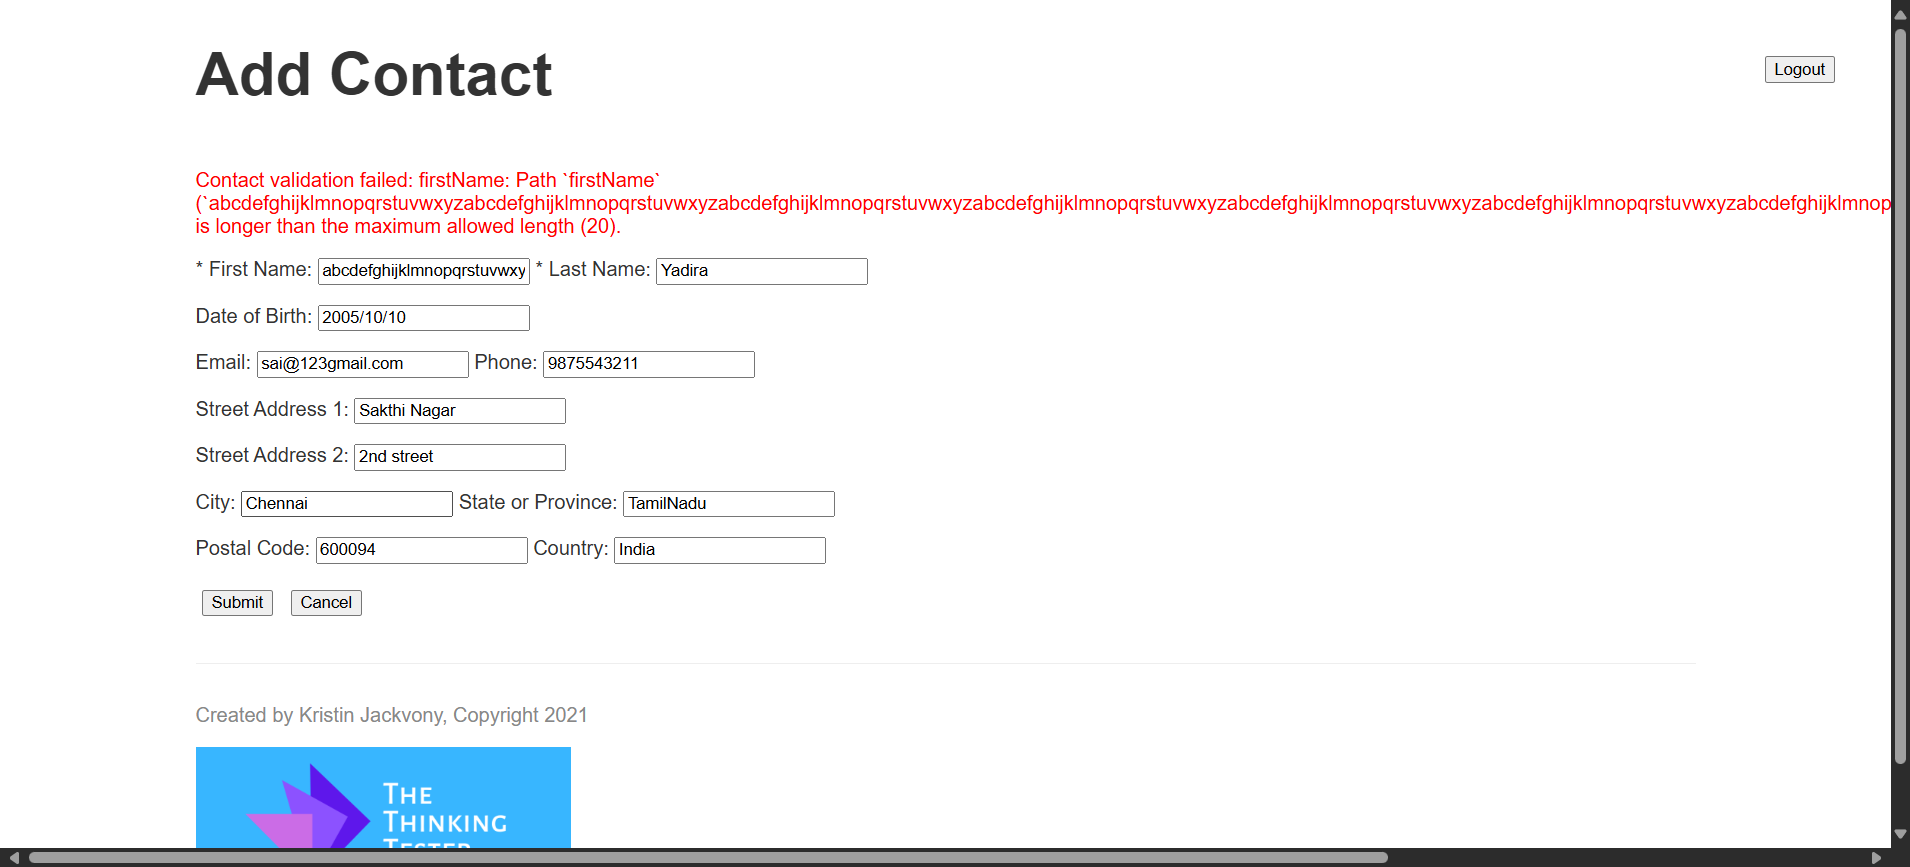 Add Contact
Logout
Contact validation failed: firstName: Path `firstName`
(`abcdefghijklmnopqrstuvwxyzabcdefghijklmnopqrstuvwxyzabcdefghijklmnopqrstuvwxyzabcdefghijklmnopqrstuvwxyzabcdefghijklmnopqrstuvwxyzabcdefghijklmnopqrstuvwxyzabcdefghijklmnop
is longer than the maximum allowed length (20).
* First Name: abcdefghijklmnopqrstuvwxy * Last Name: Yadira
Date of Birth: 2005/10/10
Email: sai@123gmail.com Phone: 9875543211
Street Address 1: Sakthi Nagar
Street Address 2: 2nd street
City: Chennai State or Province: TamilNadu
Postal Code: 600094 Country: India
Submit Cancel
Created by Kristin Jackvony, Copyright 2021
THE
THINKING
TESTER